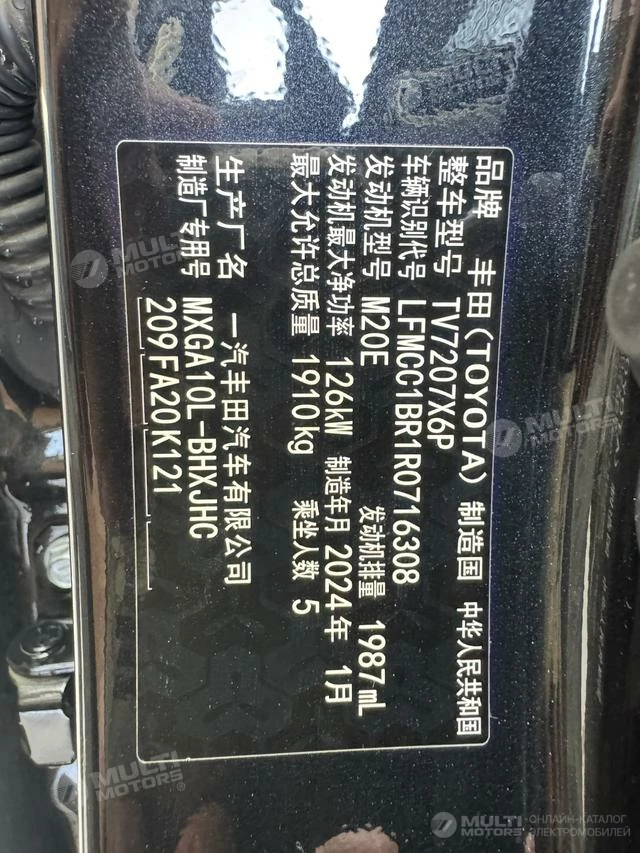 品牌 丰田(TOYOTA) 制造国 中华人民共和国
整车型号 TV7207X6P
车辆识别代号 LFMCC1BR1R0716308
发动机型号 M20E 发动机排量 1987mL
发动机最大净功率 126kW 制造年月 2024年 1月
最大允许总质量 1910kg 乘坐人数 5
生产厂名 一汽丰田汽车有限公司
制造厂专用号 MXGA10L-BHXJHC
209FA20K121
MULTI MOTORS
MULTI MOTORS
MULTI MOTORS
MULTI MOTORS
MULTI MOTORS
ОНЛАЙН-КАТАЛОГ
ЭЛЕКТРОМОБИЛЕЙ